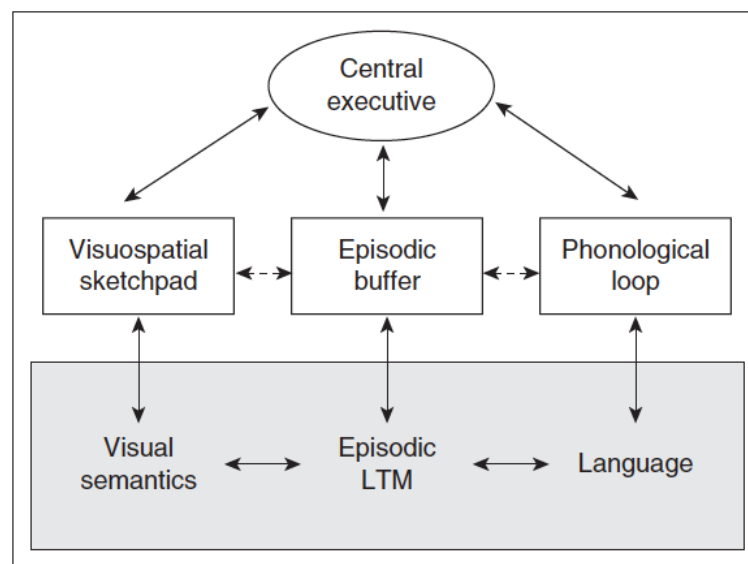 Central
executive
Visuospatial
sketchpad
Episodic
buffer
Phonological
loop
Visual
semantics
Episodic
LTM
Language